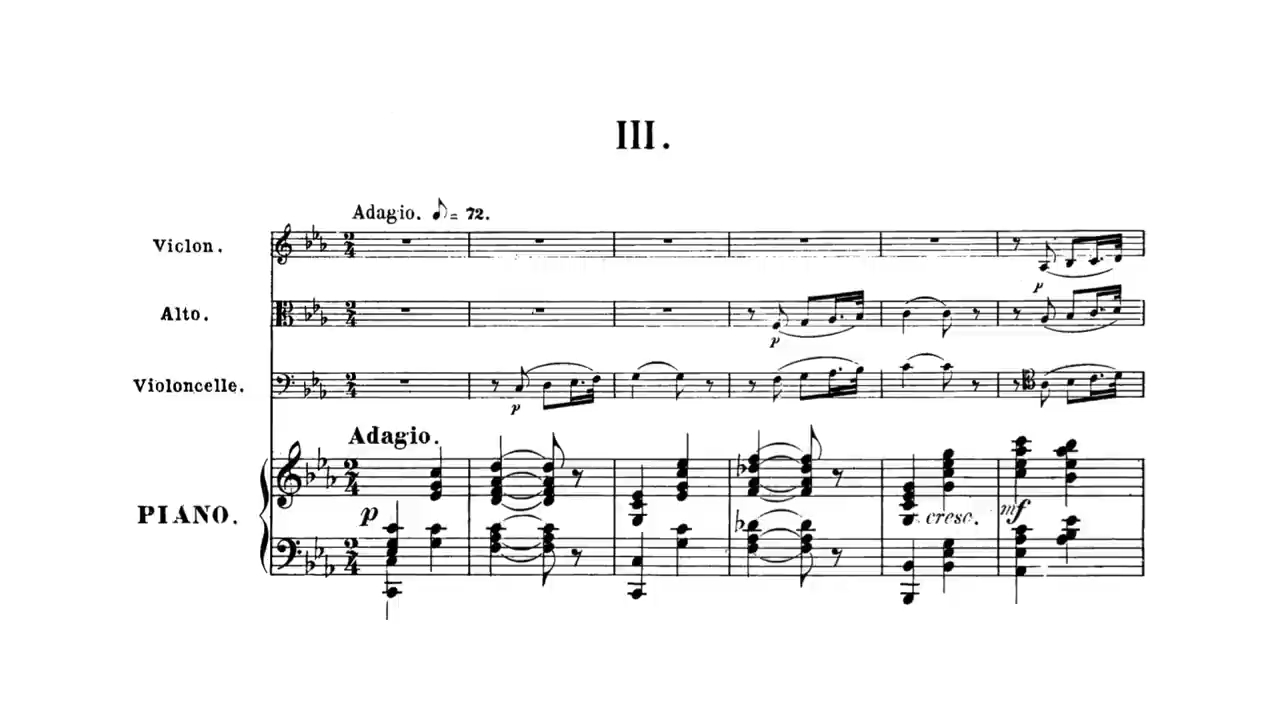 III.
Adagio. ♪= 72.
Violon.
Alto.
p
p
Violoncelle.
p
Adagio.
PIANO.
p
cresc.
mf